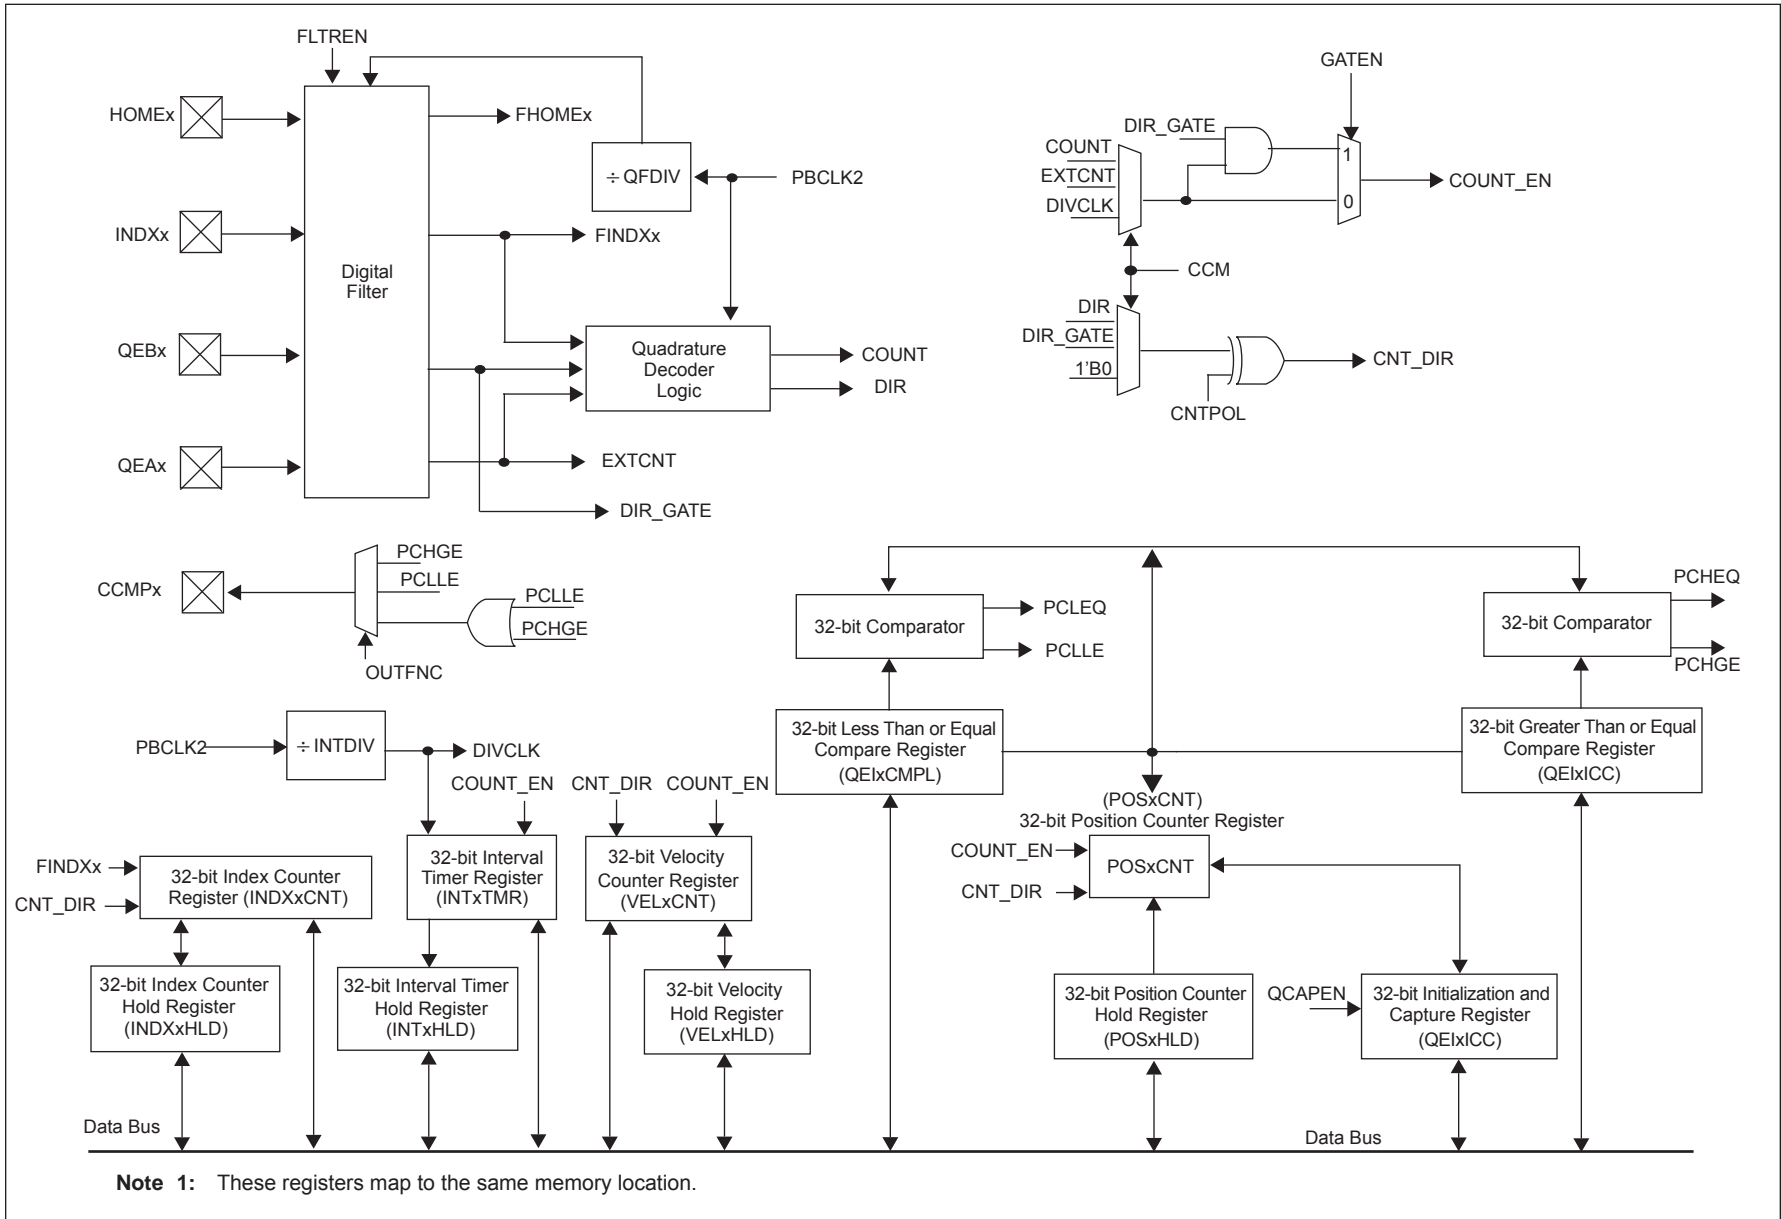 FLTREN
HOMEx
FHOMEx
÷ QFDIV
PBCLK2
INDXx
FINDXx
Digital
Filter
QEBx
Quadrature
Decoder
Logic
COUNT
DIR
QEAx
EXTCNT
DIR_GATE
GATEN
DIR_GATE
COUNT
EXTCNT
DIVCLK
1
0
COUNT_EN
CCM
DIR
DIR_GATE
1'B0
CNT_DIR
CNTPOL
CCMPx
PCHGE
PCLLE
PCLLE
PCHGE
OUTFNC
32-bit Comparator
PCLEQ
PCLLE
32-bit Comparator
PCHEQ
PCHGE
PBCLK2
÷ INTDIV
DIVCLK
COUNT_EN
CNT_DIR
COUNT_EN
32-bit Less Than or Equal
Compare Register
(QEIxCMPL)
32-bit Greater Than or Equal
Compare Register
(QEIxICC)
(POSxCNT)
32-bit Position Counter Register
COUNT_EN
CNT_DIR
POSxCNT
FINDXx
CNT_DIR
32-bit Index Counter
Register (INDXxCNT)
32-bit Interval
Timer Register
(INTxTMR)
32-bit Velocity
Counter Register
(VELxCNT)
32-bit Index Counter
Hold Register
(INDXxHLD)
32-bit Interval Timer
Hold Register
(INTxHLD)
32-bit Velocity
Hold Register
(VELxHLD)
32-bit Position Counter
Hold Register
(POSxHLD)
QCAPEN
32-bit Initialization and
Capture Register
(QEIxICC)
Data Bus
Data Bus
Note 1: These registers map to the same memory location.